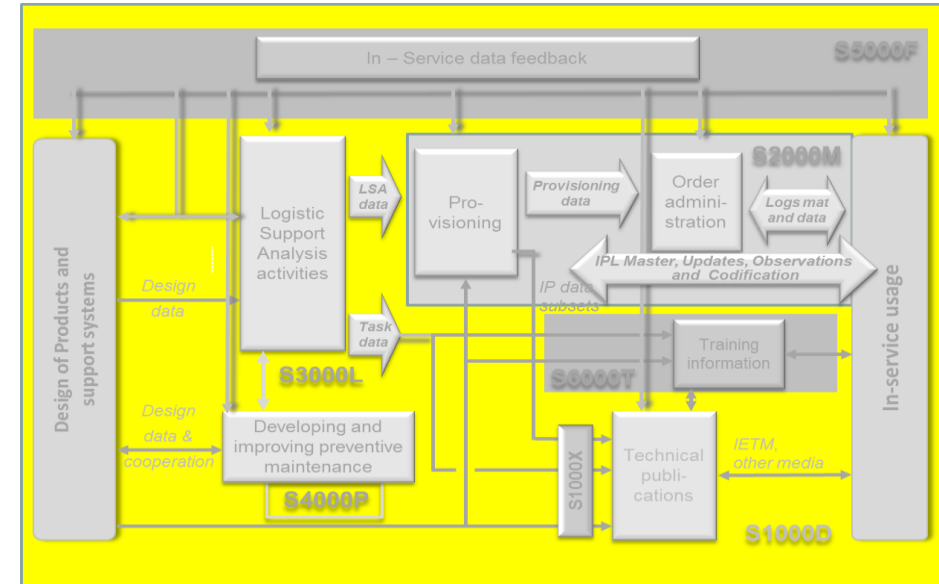 In – Service data feedback
S5000F
Design of Products and
support systems
Logistic
Support
Analysis
activities
LSA
data
Pro-
visioning
Provisioning
data
Order
admini-
stration
S2000M
Logs mat
and data
IPL Master, Updates, Observations
and Codification
In-service usage
Design
data
IP data
subsets
Task
data
Training
information
S3000L
S6000T
Design
data &
cooperation
Developing and
improving preventive
maintenance
S4000P
S1000X
Technical
publi-
cations
IETM,
other media
S1000D